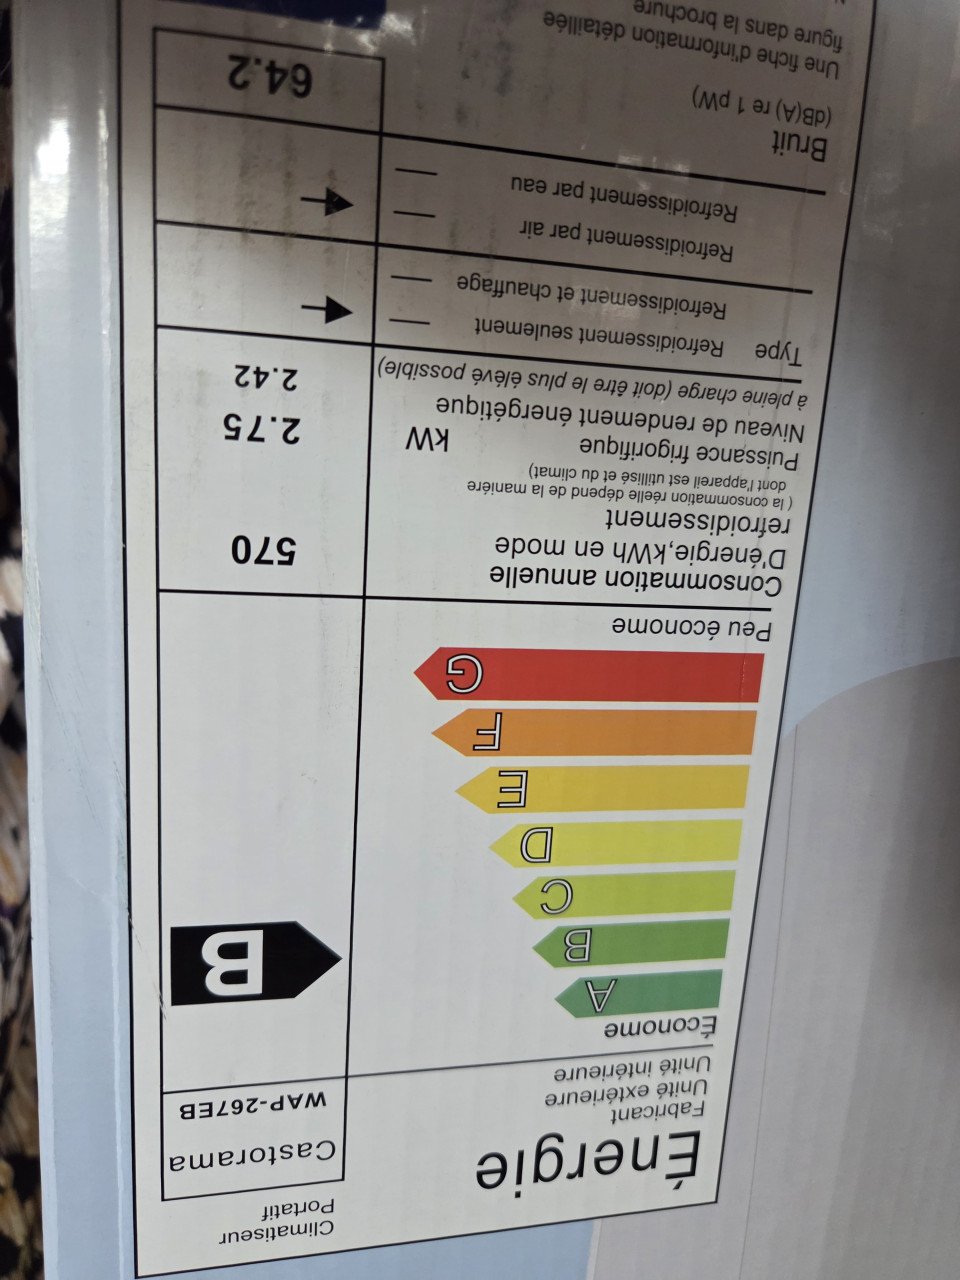 Climatiseur
Portatif
Énergie
Castorama
Fabricant
Unité extérieure
WAP-267EB
Unité intérieure
Économe
A
B
B
C
D
E
F
G
Peu économe
Consommation annuelle
D'énergie,kWh en mode
570
refroidissement
( la consommation réelle dépend de la manière
dont l'appareil est utillisé et du climat)
Puissance frigorifique kW 2.75
Niveau de rendement énergétique
à pleine charge (doit être le plus élévé possible) 2.42
Type Refroidissement seulement —
Refroidissement et chauffage —
Refroidissement par air —
Refroidissement par eau —
Bruit
(dB(A) re 1 pW) 64.2
Une fiche d'information détaillée
figure dans la brochure